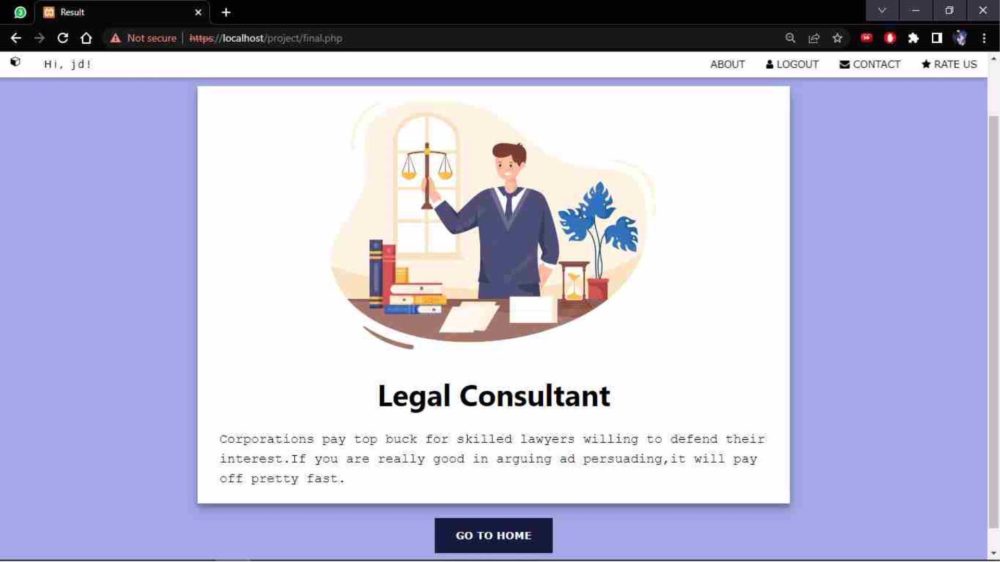 3
Result
Not secure https://localhost/project/final.php
Hi, jd!
ABOUT LOGOUT CONTACT RATE US
Legal Consultant
Corporations pay top buck for skilled lawyers willing to defend their
interest.If you are really good in arguing ad persuading,it will pay
off pretty fast.
GO TO HOME